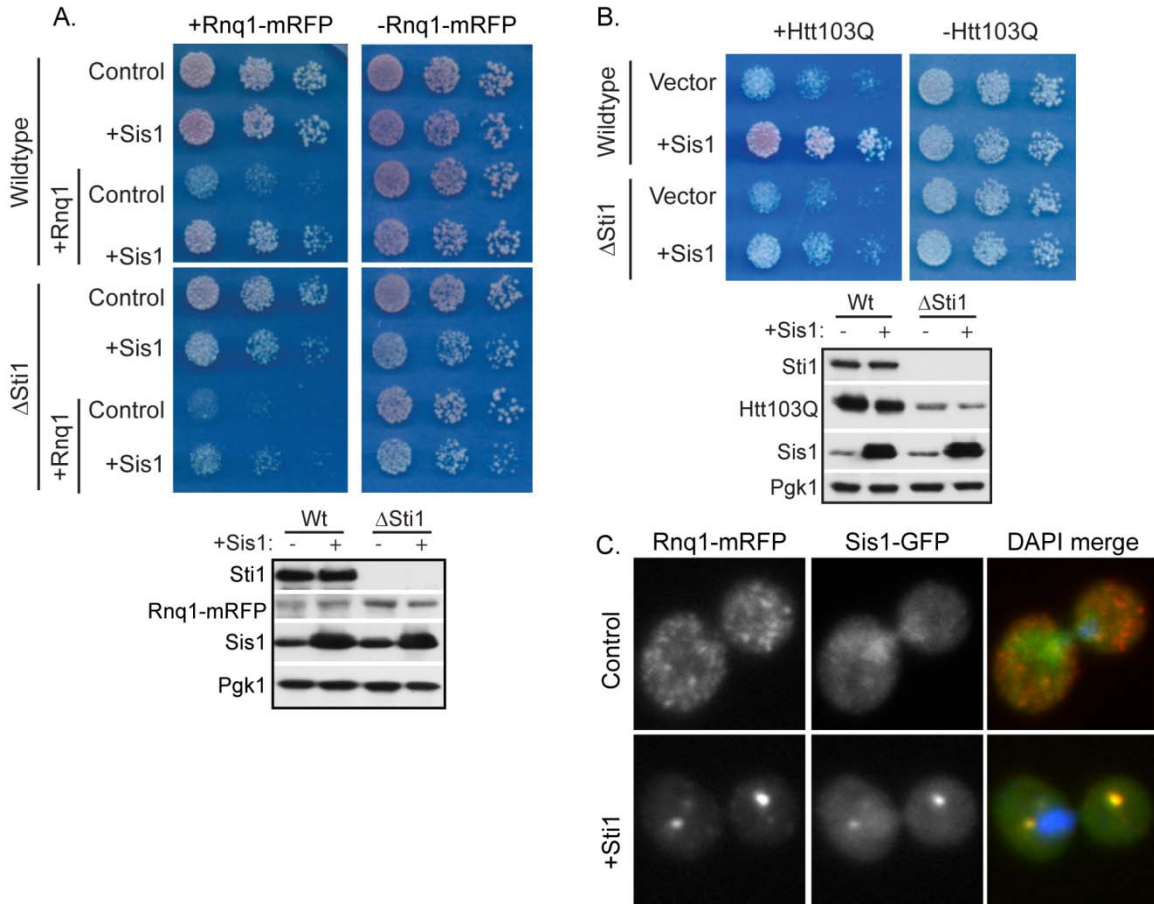 A.
+Rnq1-mRFP -Rnq1-mRFP
Wildtype
Control
+Sis1
+Rnq1
Control
+Sis1
ΔSti1
Control
+Sis1
+Rnq1
Control
+Sis1
Wt ΔSti1
+Sis1: - + - +
Sti1
Rnq1-mRFP
Sis1
Pgk1
B.
+Htt103Q -Htt103Q
Wildtype
Vector
+Sis1
ΔSti1
Vector
+Sis1
Wt ΔSti1
+Sis1: - + - +
Sti1
Htt103Q
Sis1
Pgk1
C.
Rnq1-mRFP Sis1-GFP DAPI merge
Control
+Sti1